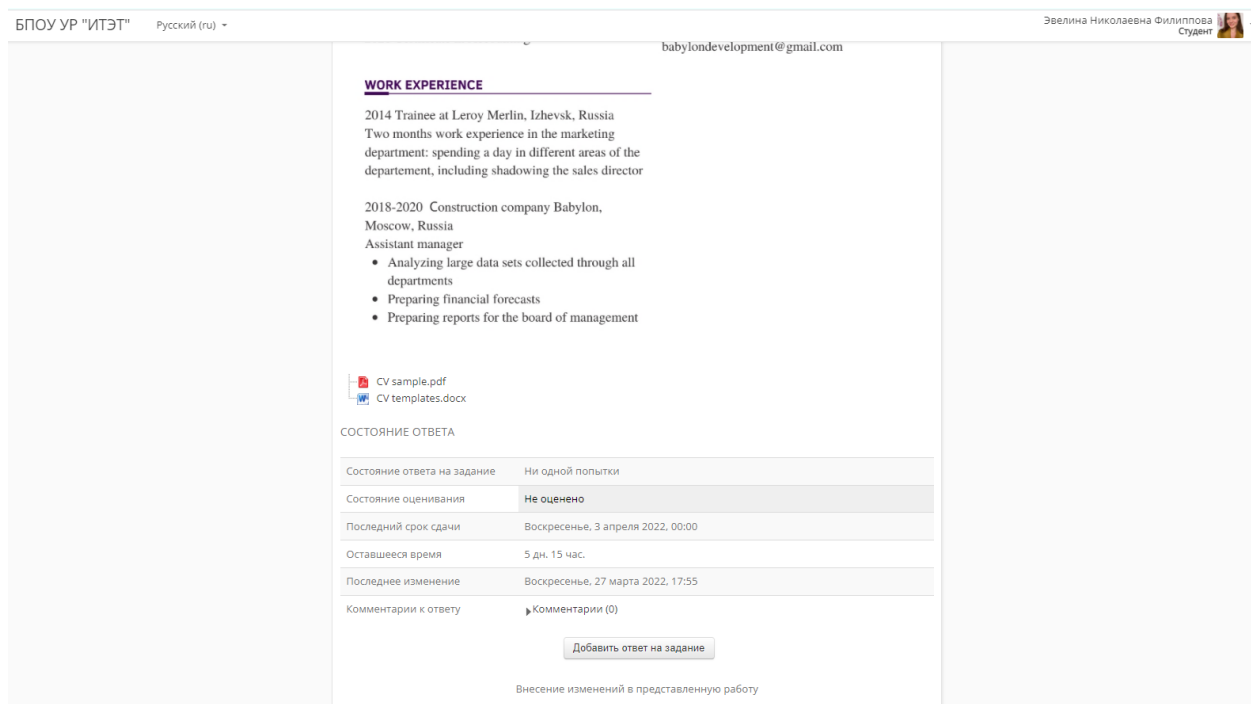 БПОУ УР "ИТЭТ"
Русский (ru)
Эвелина Николаевна Филиппова
Студент
babylondevelopment@gmail.com
WORK EXPERIENCE
2014 Trainee at Leroy Merlin, Izhevsk, Russia
Two months work experience in the marketing
department: spending a day in different areas of the
departement, including shadowing the sales director
2018-2020 Construction company Babylon,
Moscow, Russia
Assistant manager
• Analyzing large data sets collected through all
departments
• Preparing financial forecasts
• Preparing reports for the board of management
CV sample.pdf
CV templates.docx
СОСТОЯНИЕ ОТВЕТА
Состояние ответа на задание Ни одной попытки
Состояние оценивания Не оценено
Последний срок сдачи Воскресенье, 3 апреля 2022, 00:00
Оставшееся время 5 дн. 15 час.
Последнее изменение Воскресенье, 27 марта 2022, 17:55
Комментарии к ответу Комментарии (0)
Добавить ответ на задание
Внесение изменений в представленную работу